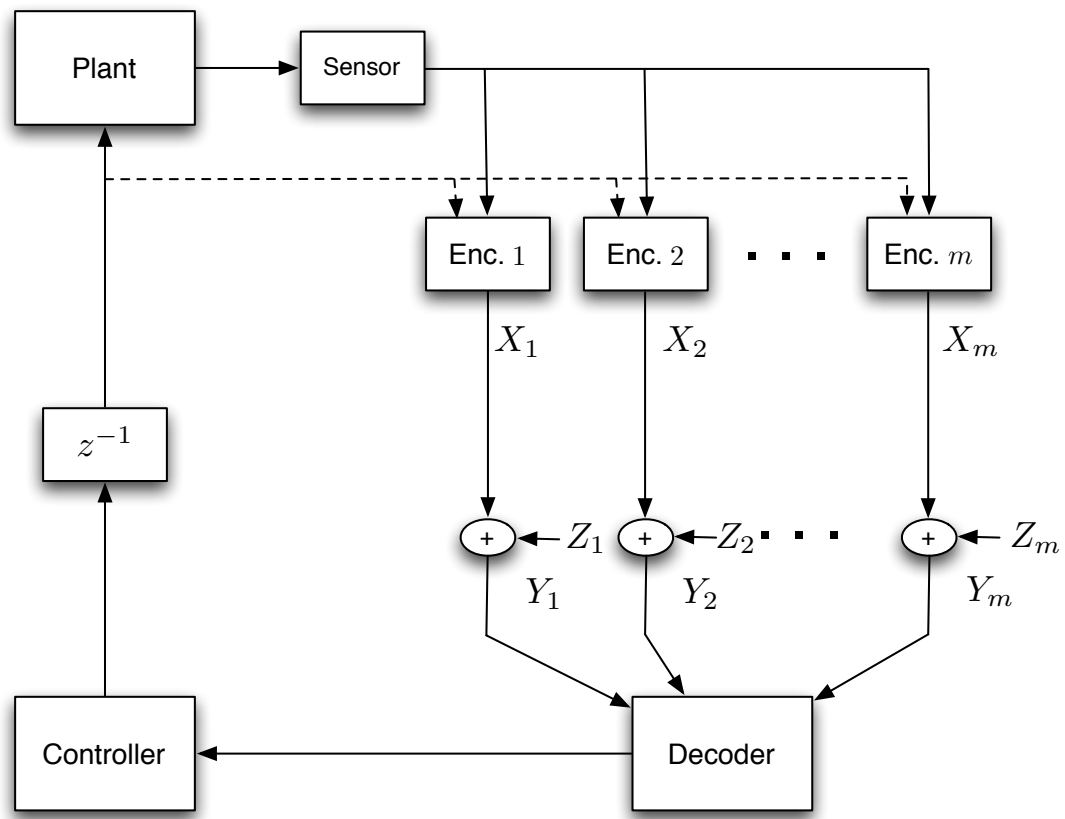 Plant
Sensor
Enc. 1
Enc. 2
Enc. m
X₁
X₂
Xₘ
z⁻¹
+
Z₁
+
Z₂
+
Zₘ
Y₁
Y₂
Yₘ
Controller
Decoder